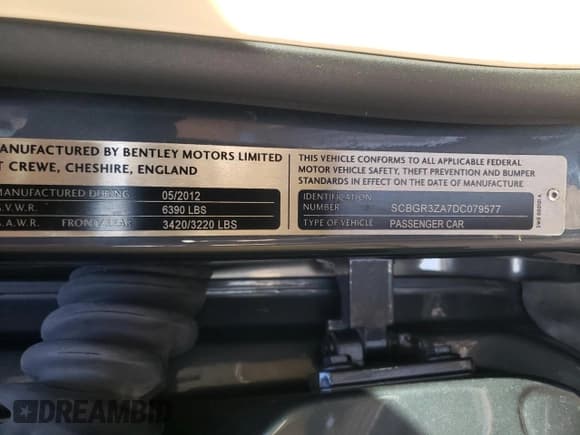 MANUFACTURED BY BENTLEY MOTORS LIMITED
T CREWE, CHESHIRE, ENGLAND
MANUFACTURED DURING 05/2012
.V.W.R. 6390 LBS
.A.W.R. FRONT/REAR 3420/3220 LBS
THIS VEHICLE CONFORMS TO ALL APPLICABLE FEDERAL
MOTOR VEHICLE SAFETY, THEFT PREVENTION AND BUMPER
STANDARDS IN EFFECT ON THE DATE OF MANUFACTURE
IDENTIFICATION
NUMBER SCBGR3ZA7DC079577
TYPE OF VEHICLE PASSENGER CAR
DREAMBID